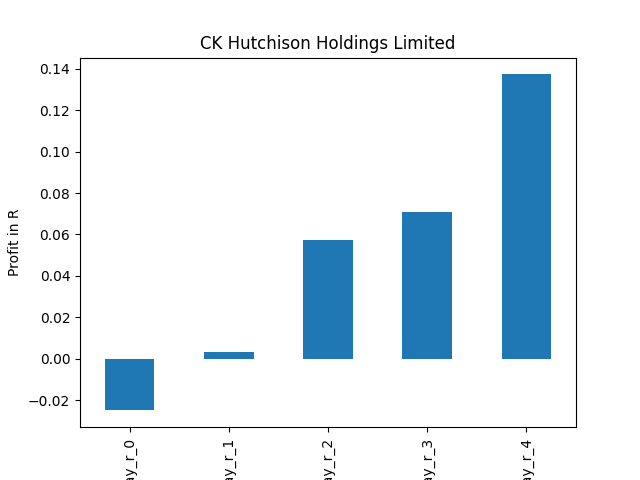 CK Hutchison Holdings Limited
Profit in R
0.14
0.12
0.10
0.08
0.06
0.04
0.02
0.00
−0.02
ay_r_0
ay_r_1
ay_r_2
ay_r_3
ay_r_4